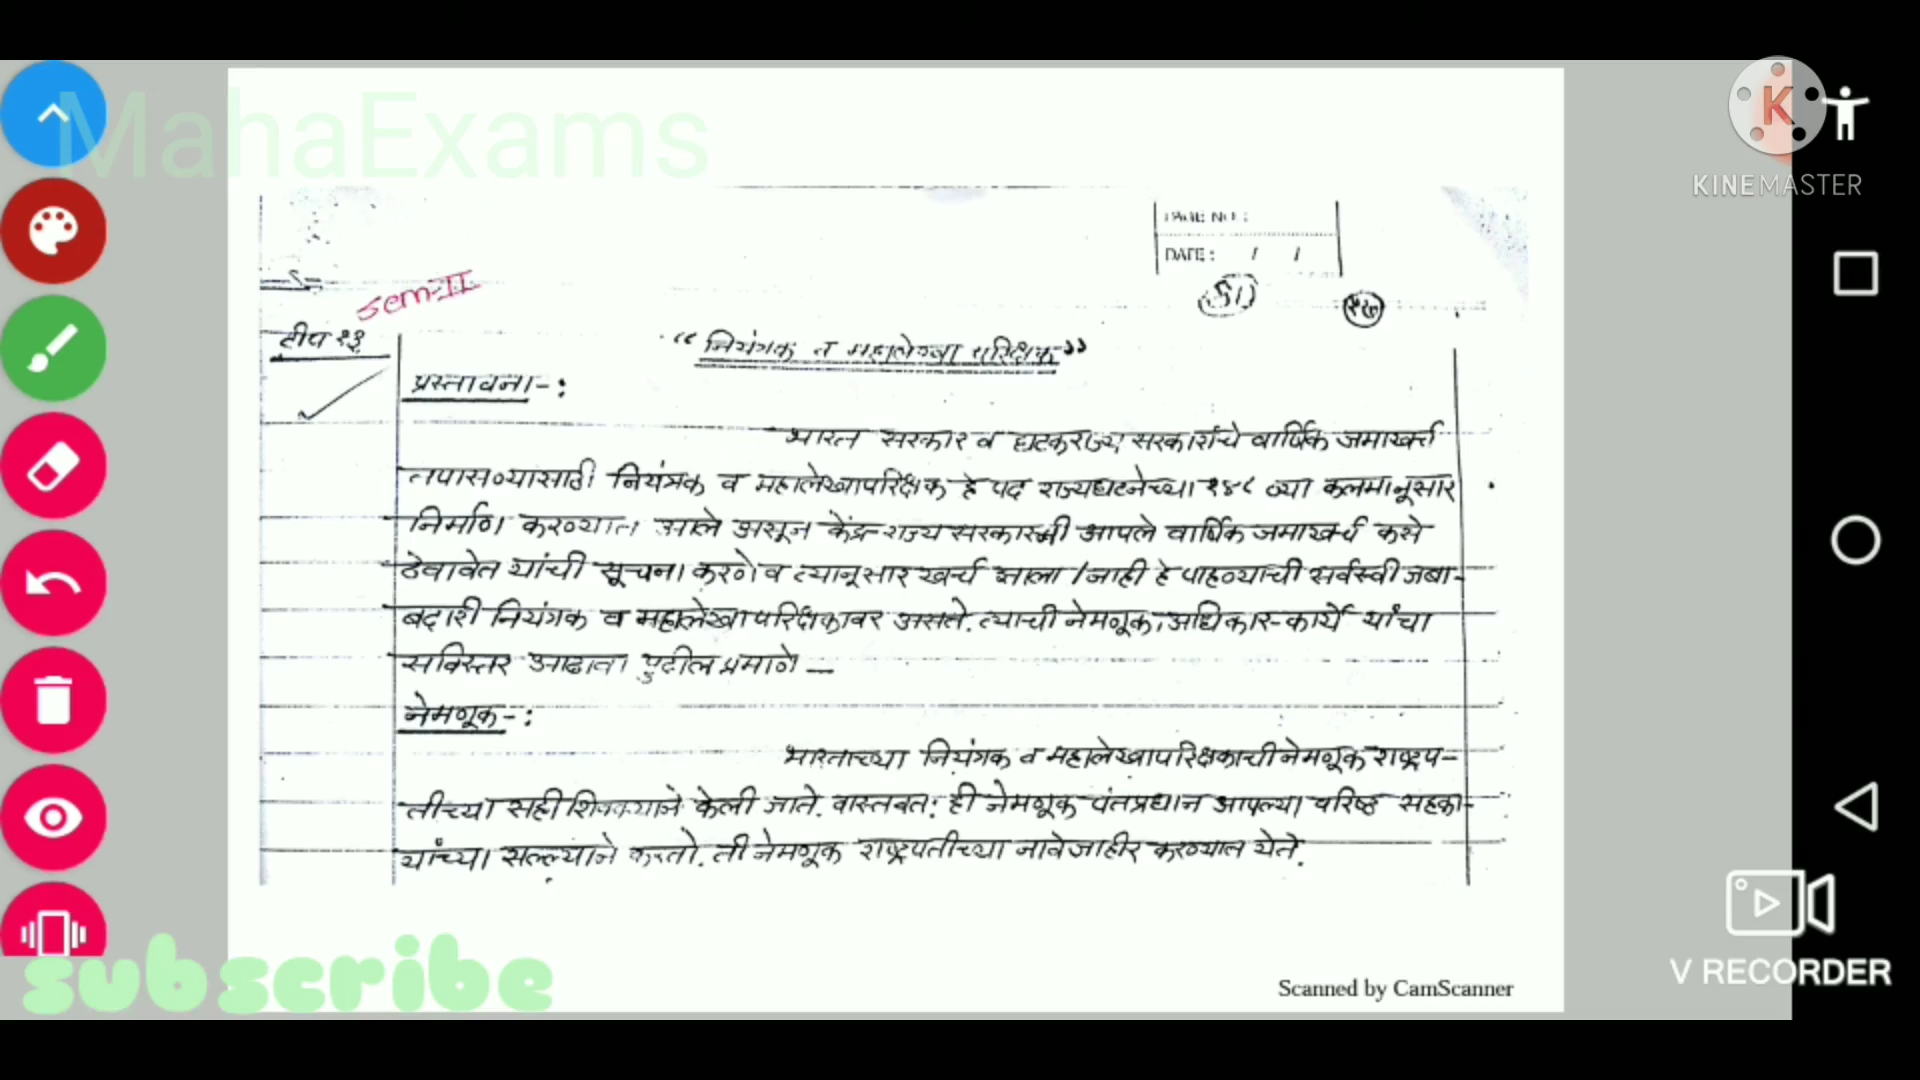 MahaExams
KINEMASTER
PAGE NO :
DATE : / /
Sem-II
टीप १३
“नियंत्रक व महालेखा परिक्षक”
प्रस्तावना-:
भारत सरकार व घटकराज्य सरकारांचे वार्षिक जमाखर्च
तपासण्यासाठी नियंत्रक व महालेखापरिक्षक हे पद राज्यघटनेच्या १४८ व्या कलमानूसार
निर्माण करण्यात आले असून केंद्र-राज्य सरकारनी आपले वार्षिक जमाखर्च कसे
ठेवावेत यांची सूचना करणे व त्यानूसार खर्च झाला / नाही हे पाहण्याची सर्वस्वी जबा-
बदारी नियंत्रक व महालेखापरिक्षकावर असते. त्याची नेमणूक, अधिकार-कार्ये यांचा
सविस्तर आढावा पुढील प्रमाणे —
नेमणूक-:
भारताच्या नियंत्रक व महालेखापरिक्षकाची नेमणूक राष्ट्रप-
तीच्या सही शिक्क्याने केली जाते. वास्तवत: ही नेमणूक पंतप्रधान आपल्या वरिष्ठ सहका-
यांच्या सल्ल्याने करतो. ती नेमणूक राष्ट्रपतीच्या नावे जाहीर करण्यात येते.
subscribe
V RECORDER
Scanned by CamScanner